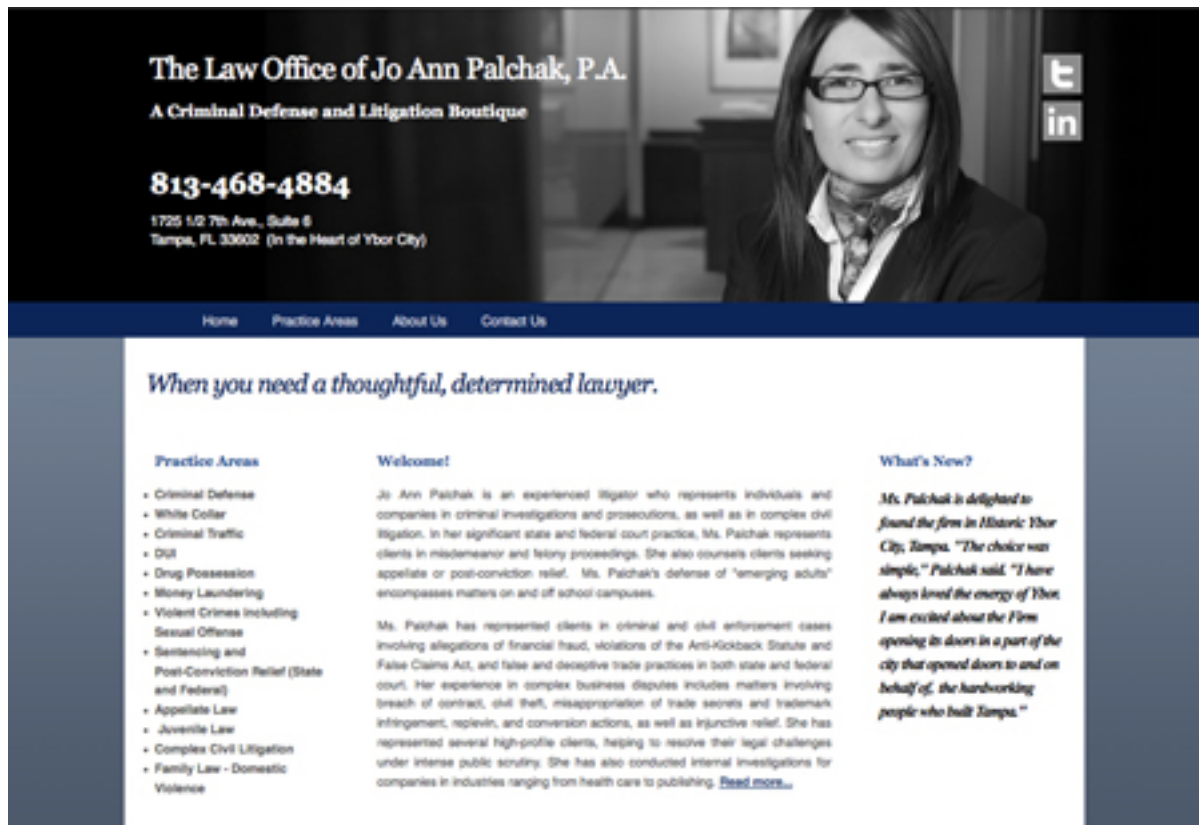 The Law Office of Jo Ann Palchak, P.A.
A Criminal Defense and Litigation Boutique
813-468-4884
1725 1/2 7th Ave., Suite 6
Tampa, FL 33602 (In the Heart of Ybor City)
t
in
Home Practice Areas About Us Contact Us
When you need a thoughtful, determined lawyer.
Practice Areas
• Criminal Defense
• White Collar
• Criminal Traffic
• DUI
• Drug Possession
• Money Laundering
• Violent Crimes including
Sexual Offense
• Sentencing and
Post-Conviction Relief (State
and Federal)
• Appellate Law
• Juvenile Law
• Complex Civil Litigation
• Family Law - Domestic
Violence
Welcome!
Jo Ann Palchak is an experienced litigator who represents individuals and
companies in criminal investigations and prosecutions, as well as in complex civil
litigation. In her significant state and federal court practice, Ms. Palchak represents
clients in misdemeanor and felony proceedings. She also counsels clients seeking
appellate or post-conviction relief. Ms. Palchak's defense of "emerging adults"
encompasses matters on and off school campuses.
Ms. Palchak has represented clients in criminal and civil enforcement cases
involving allegations of financial fraud, violations of the Anti-Kickback Statute and
False Claims Act, and false and deceptive trade practices in both state and federal
court. Her experience in complex business disputes includes matters involving
breach of contract, civil theft, misappropriation of trade secrets and trademark
infringement, replevin, and conversion actions, as well as injunctive relief. She has
represented several high-profile clients, helping to resolve their legal challenges
under intense public scrutiny. She has also conducted internal investigations for
companies in industries ranging from health care to publishing. Read more...
What's New?
Ms. Palchak is delighted to
found the firm in Historic Ybor
City, Tampa. "The choice was
simple," Palchak said. "I have
always loved the energy of Ybor.
I am excited about the Firm
opening its doors in a part of the
city that opened doors to and on
behalf of, the hardworking
people who built Tampa."